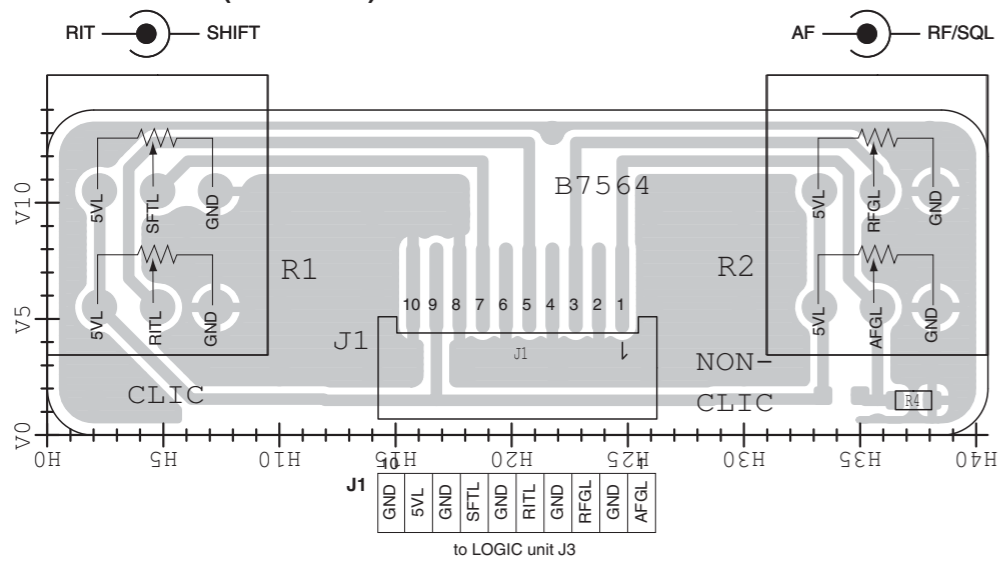 RIT SHIFT
AF RF/SQL
5VL SFTL GND
5VL RFGL GND
B7564
V10
R1
R2
5VL RITL GND
5VL AFGL GND
10 9 8 7 6 5 4 3 2 1
V5
J1
J1
1
NON-
CLIC
CLIC
R4
V0
H0 H5 H10 H15 H20 H25 H30 H35 H40
10 1
J1 GND 5VL GND SFTL GND RITL GND RFGL GND AFGL
to LOGIC unit J3